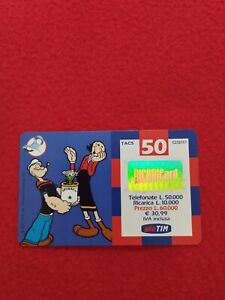 TACS
50
RICARICard
Telefonate L. 50.000
Ricarica L. 10.000
Prezzo L. 60.000
€ 30,99
IVA inclusa
TIM